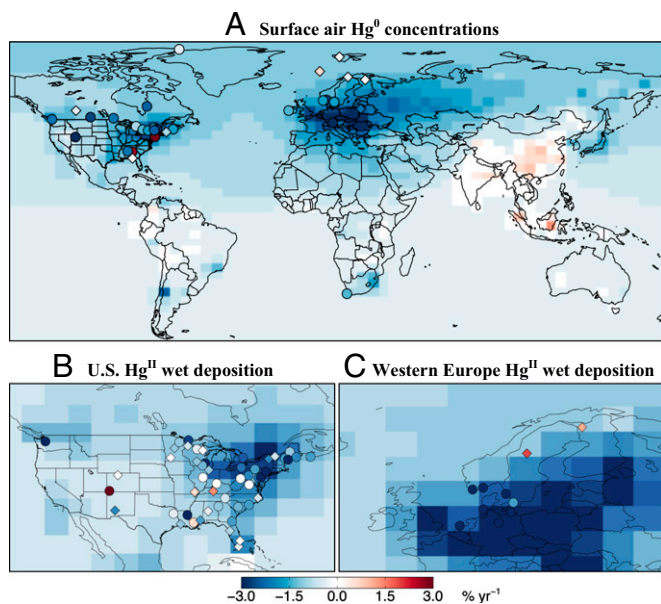 A Surface air Hg⁰ concentrations
B U.S. Hgᴵᴵ wet deposition
C Western Europe Hgᴵᴵ wet deposition
-3.0 -1.5 0.0 1.5 3.0 % yr⁻¹